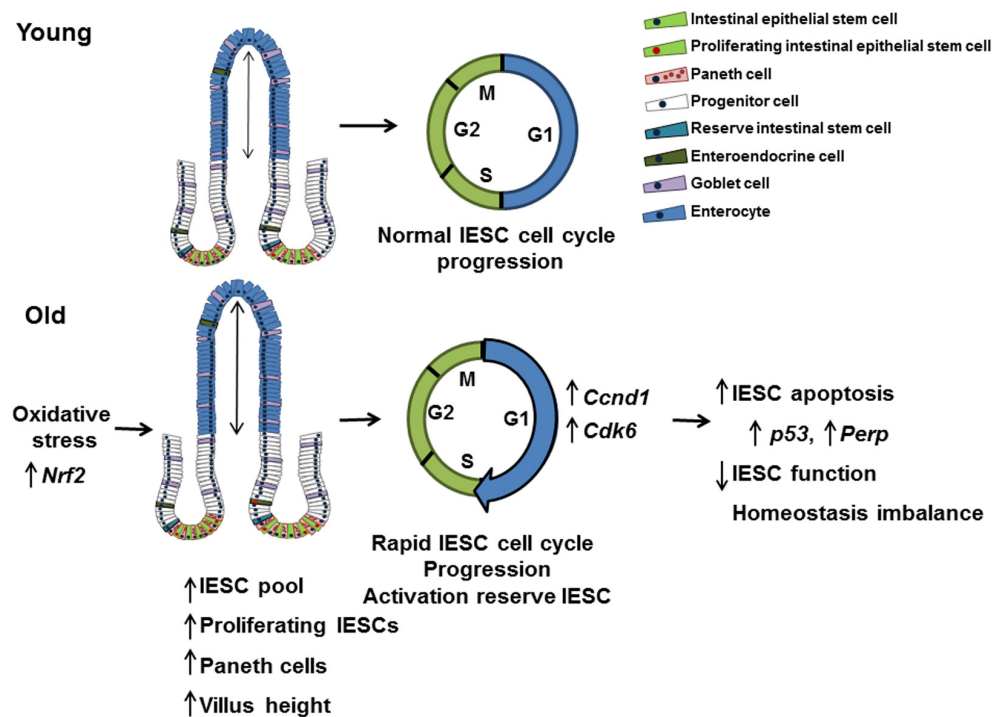 Young
M
G2
G1
S
Normal IESC cell cycle
progression
Intestinal epithelial stem cell
Proliferating intestinal epithelial stem cell
Paneth cell
Progenitor cell
Reserve intestinal stem cell
Enteroendocrine cell
Goblet cell
Enterocyte
Old
Oxidative
stress
↑ Nrf2
M
G2
G1
S
↑ Ccnd1
↑ Cdk6
Rapid IESC cell cycle
Progression
Activation reserve IESC
↑ IESC apoptosis
↑ p53, ↑ Perp
↓ IESC function
Homeostasis imbalance
↑ IESC pool
↑ Proliferating IESCs
↑ Paneth cells
↑ Villus height